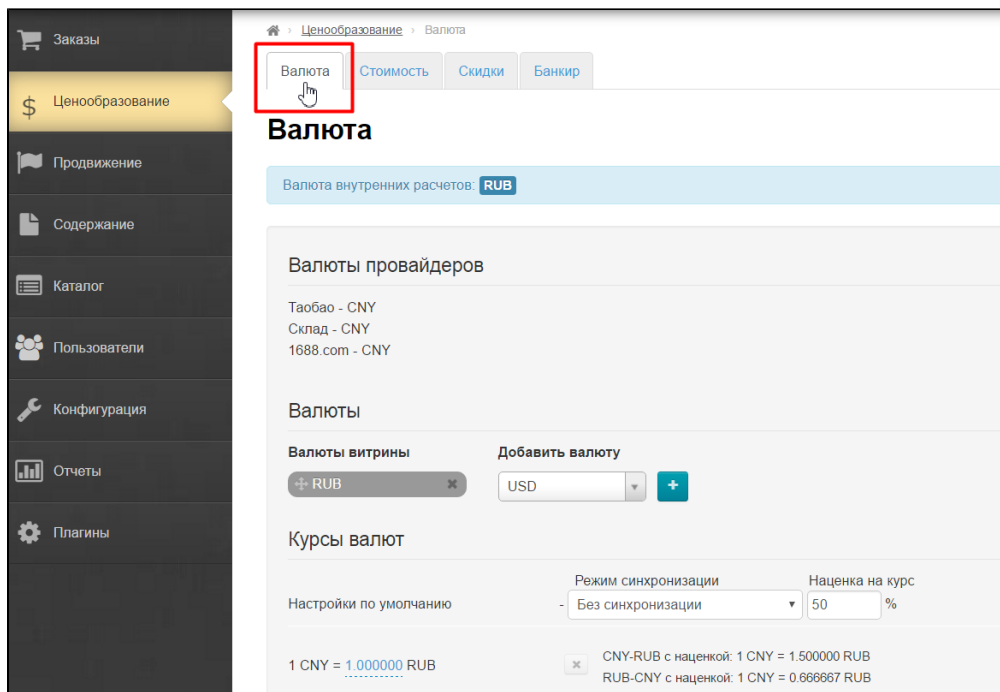 Заказы
Ценообразование
Продвижение
Содержание
Каталог
Пользователи
Конфигурация
Отчеты
Плагины
Ценообразование › Валюта
Валюта Стоимость Скидки Банкир
Валюта
Валюта внутренних расчетов: RUB
Валюты провайдеров
Таобао - CNY
Склад - CNY
1688.com - CNY
Валюты
Валюты витрины Добавить валюту
RUB USD +
Курсы валют
Режим синхронизации Наценка на курс
Настройки по умолчанию - Без синхронизации 50 %
1 CNY = 1.000000 RUB
CNY-RUB с наценкой: 1 CNY = 1.500000 RUB
RUB-CNY с наценкой: 1 CNY = 0.666667 RUB